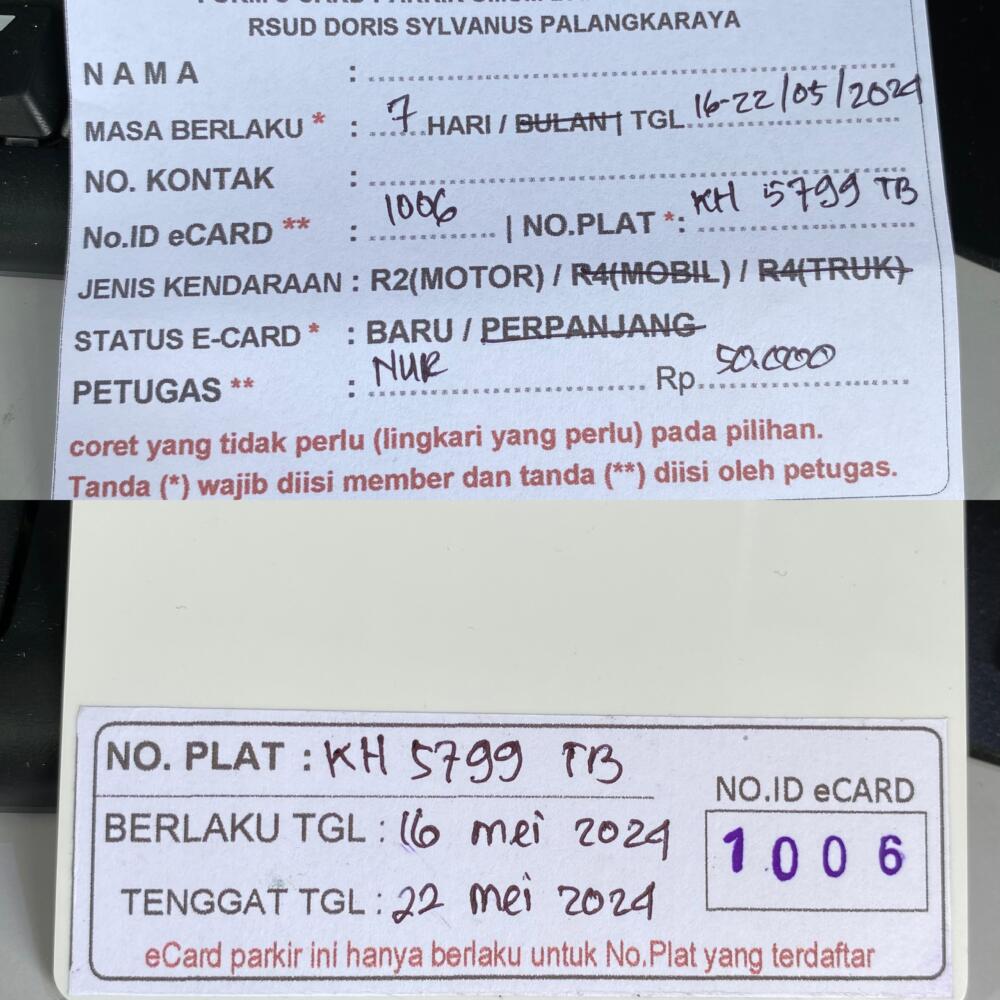 RSUD DORIS SYLVANUS PALANGKARAYA
NAMA :
MASA BERLAKU * : 7 HARI / BULAN | TGL 16-22/05/2024
NO. KONTAK :
No.ID eCARD ** : 1006 | NO.PLAT *: KH 5799 TB
JENIS KENDARAAN : R2(MOTOR) / R4(MOBIL) / R4(TRUK)
STATUS E-CARD * : BARU / PERPANJANG
PETUGAS ** : NUR Rp 50.000
coret yang tidak perlu (lingkari yang perlu) pada pilihan.
Tanda (*) wajib diisi member dan tanda (**) diisi oleh petugas.
NO. PLAT : KH 5799 TB
NO.ID eCARD
BERLAKU TGL : 16 mei 2024
1006
TENGGAT TGL : 22 mei 2024
eCard parkir ini hanya berlaku untuk No.Plat yang terdaftar